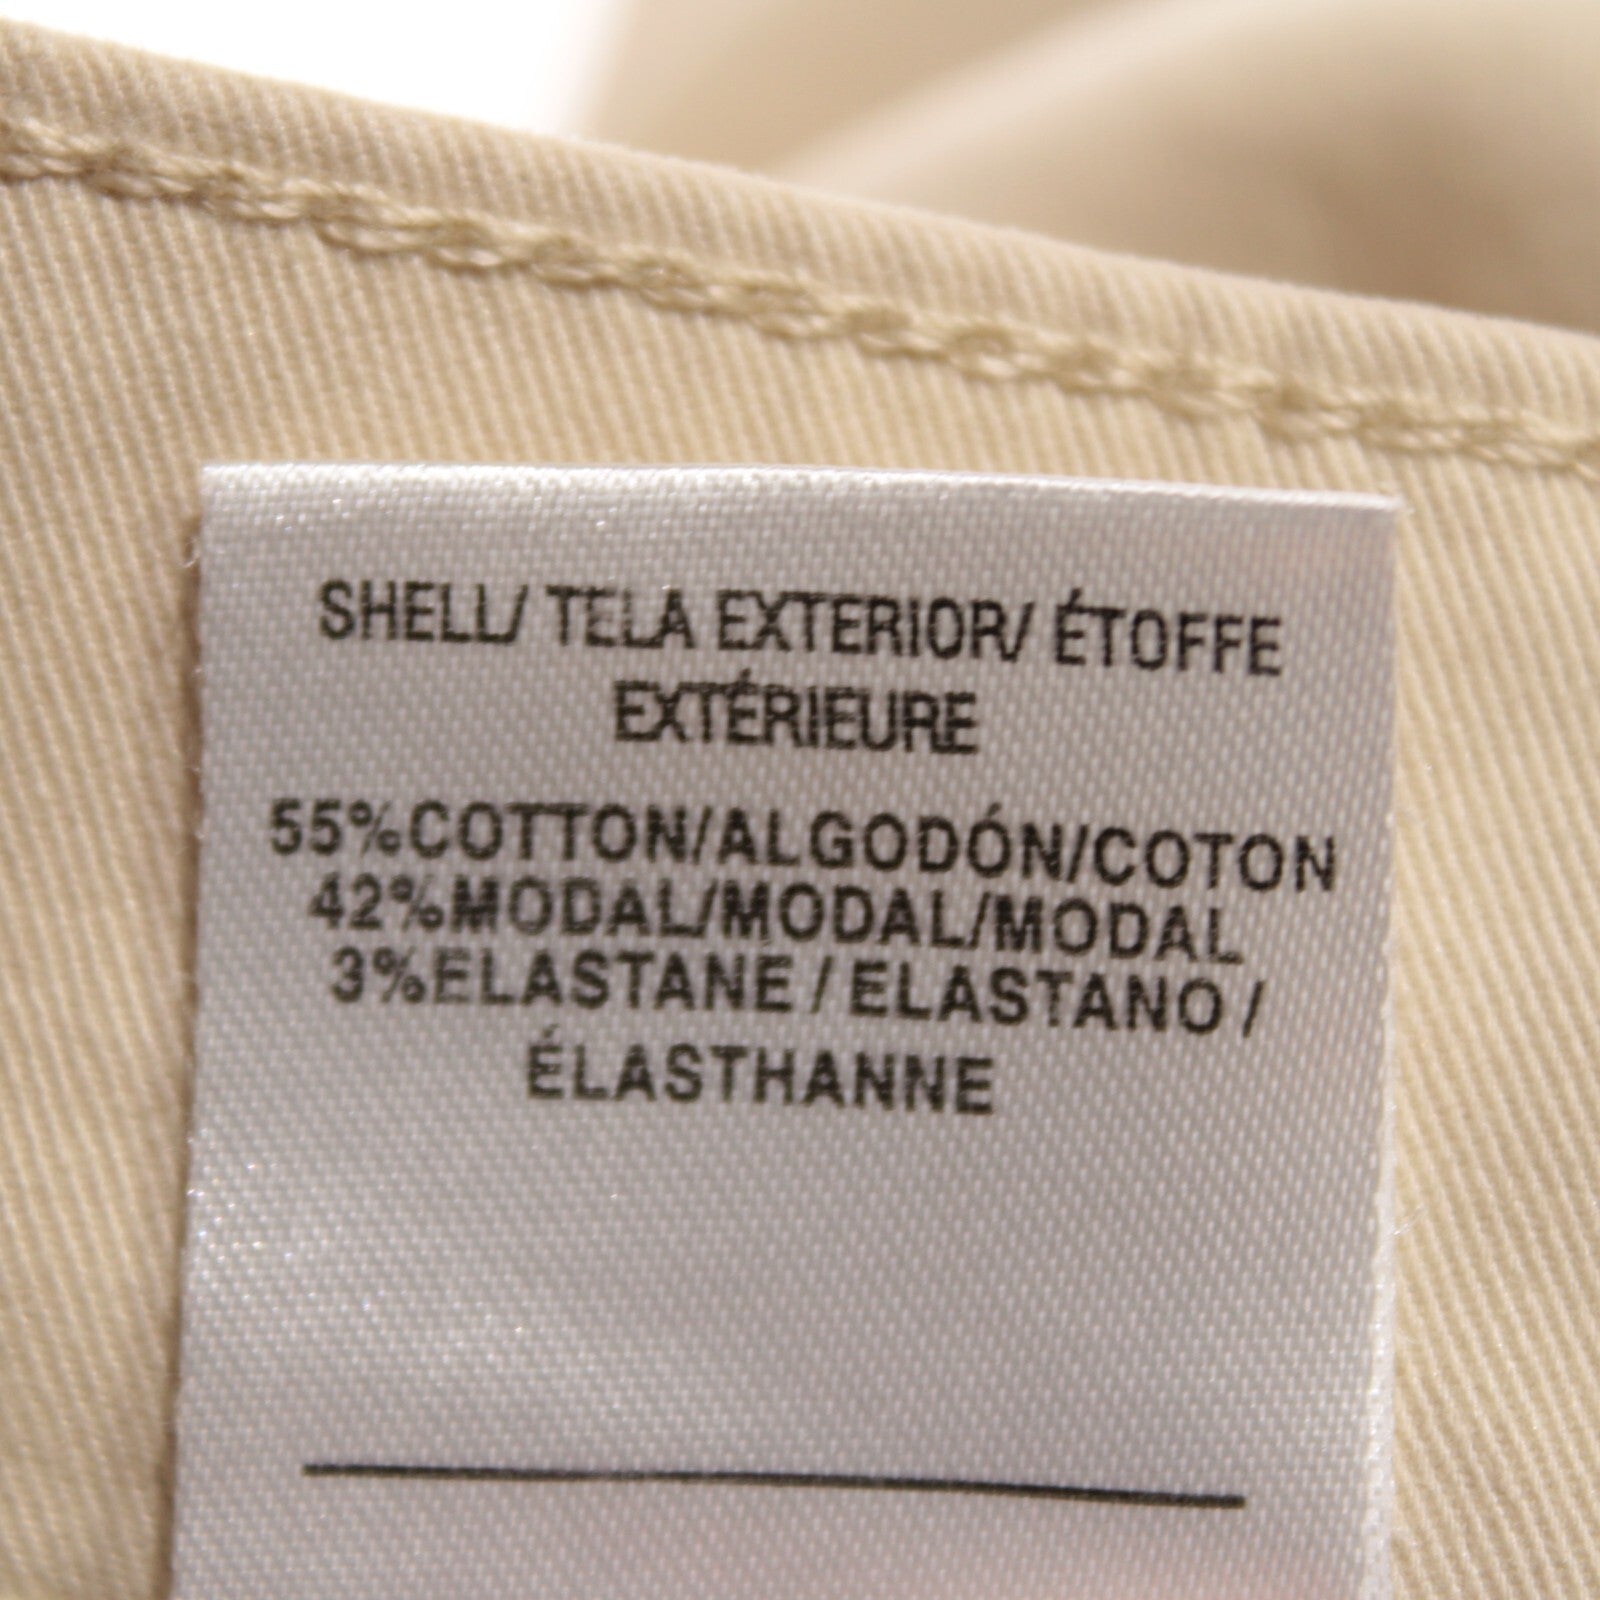 SHELL/ TELA EXTERIOR/ ÉTOFFE
EXTÉRIEURE
55%COTTON/ALGODÓN/COTON
42%MODAL/MODAL/MODAL
3%ELASTANE / ELASTANO /
ÉLASTHANNE